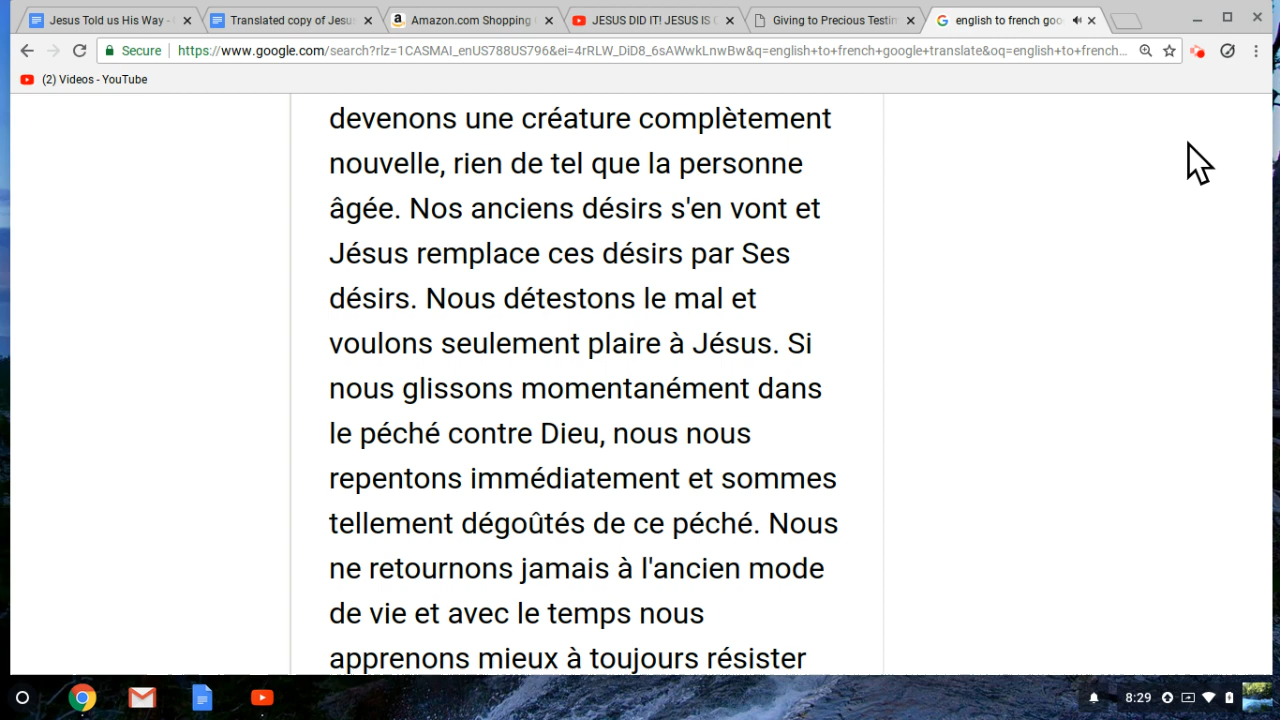 Jesus Told us His Way -
Translated copy of Jesus
Amazon.com Shopping
JESUS DID IT! JESUS IS
Giving to Precious Testin
english to french goo
Secure
https://www.google.com/search?rlz=1CASMAI_enUS788US796&ei=4rRLW_DiD8_6sAWwkLnwBw&q=english+to+french+google+translate&oq=english+to+french...
(2) Videos - YouTube
devenons une créature complètement
nouvelle, rien de tel que la personne
âgée. Nos anciens désirs s'en vont et
Jésus remplace ces désirs par Ses
désirs. Nous détestons le mal et
voulons seulement plaire à Jésus. Si
nous glissons momentanément dans
le péché contre Dieu, nous nous
repentons immédiatement et sommes
tellement dégoûtés de ce péché. Nous
ne retournons jamais à l'ancien mode
de vie et avec le temps nous
apprenons mieux à toujours résister
8:29